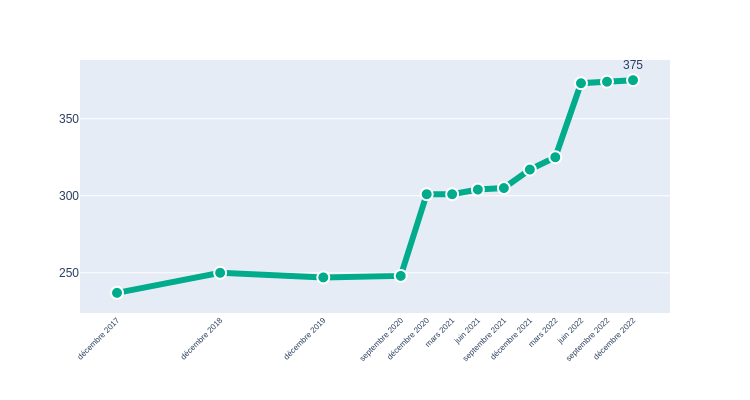 375
350
300
250
décembre 2017
décembre 2018
décembre 2019
septembre 2020
décembre 2020
mars 2021
juin 2021
septembre 2021
décembre 2021
mars 2022
juin 2022
septembre 2022
décembre 2022